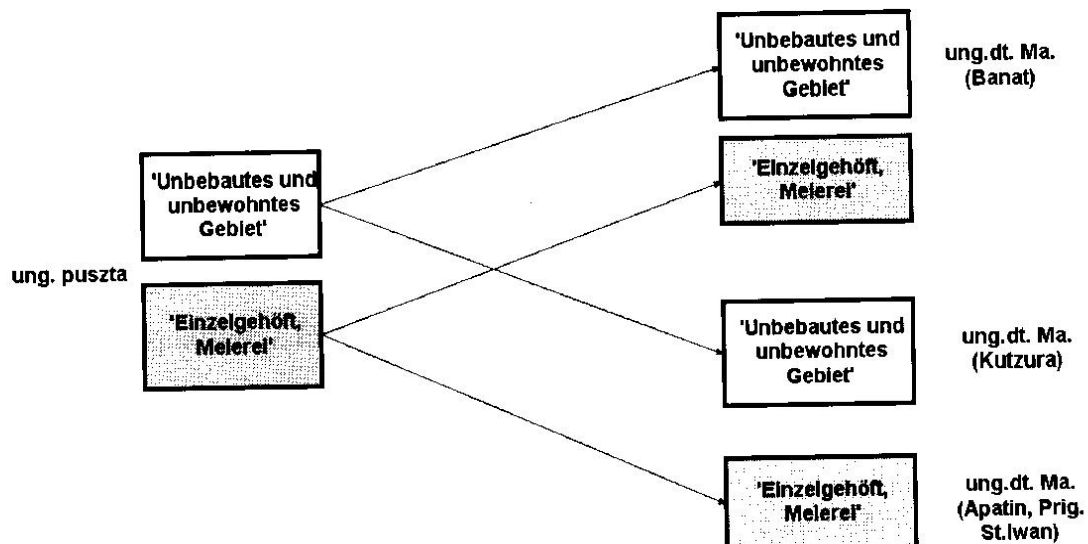 'Unbebautes und
unbewohntes
Gebiet'
ung.dt. Ma.
(Banat)
'Einzelgehöft,
Meierei'
'Unbebautes und
unbewohntes
Gebiet'
ung. puszta
'Einzelgehöft,
Meierei'
'Unbebautes und
unbewohntes
Gebiet'
ung.dt. Ma.
(Kutzura)
'Einzelgehöft,
Meierei'
ung.dt. Ma.
(Apatin, Prig.
St.Iwan)